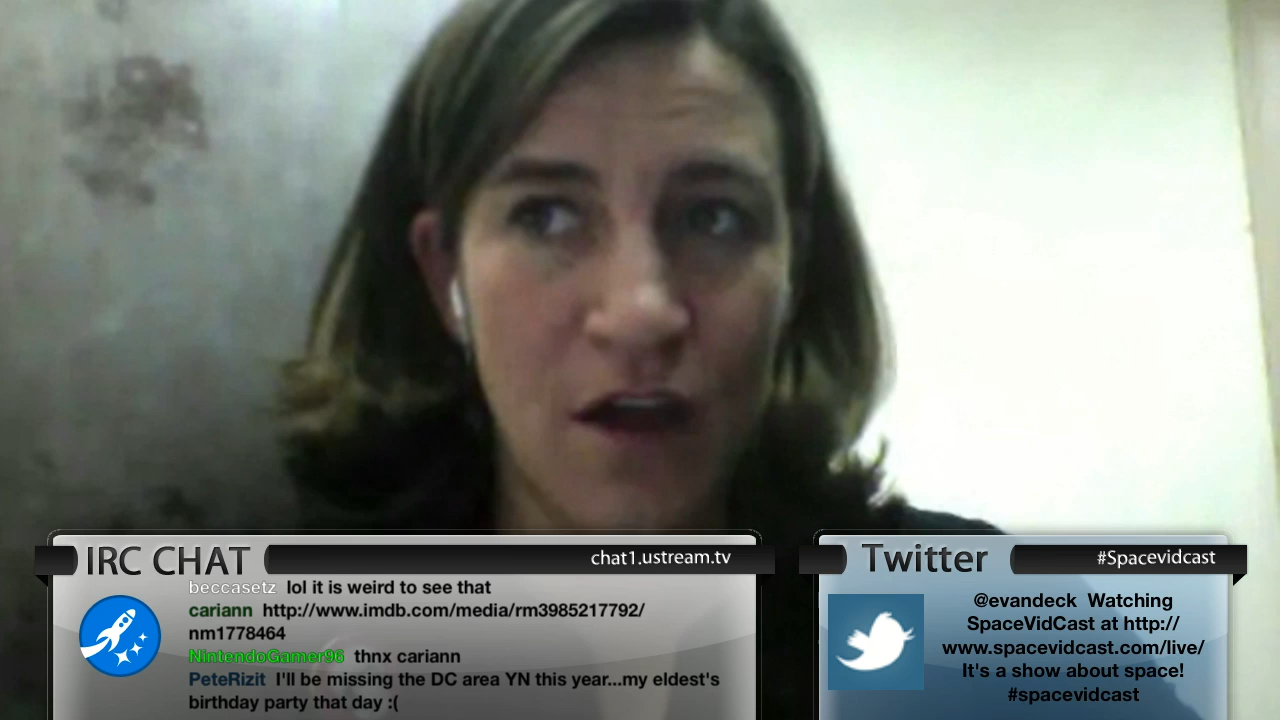 IRC CHAT
chat1.ustream.tv
beccasetz lol it is weird to see that
cariann http://www.imdb.com/media/rm3985217792/
nm1778464
NintendoGamer96 thnx cariann
PeteRizit I'll be missing the DC area YN this year...my eldest's
birthday party that day :(
Twitter
#Spacevidcast
@evandeck Watching
SpaceVidCast at http://
www.spacevidcast.com/live/
It's a show about space!
#spacevidcast